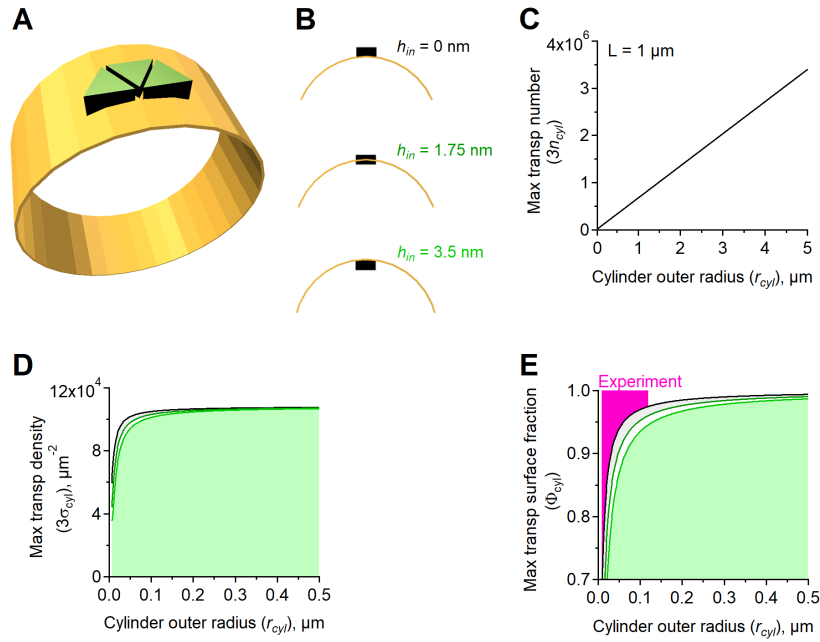 A
B
h_in = 0 nm
h_in = 1.75 nm
h_in = 3.5 nm
C
4x10^6
L = 1 µm
3
2
1
0
0 1 2 3 4 5
Max transp number
(3n_cyl)
Cylinder outer radius (r_cyl), µm
D
12x10^4
8
4
0
0.0 0.1 0.2 0.3 0.4 0.5
Max transp density
(3σ_cyl), µm^-2
Cylinder outer radius (r_cyl), µm
E
Experiment
1.0
0.9
0.8
0.7
0.0 0.1 0.2 0.3 0.4 0.5
Max transp surface fraction
(Φ_cyl)
Cylinder outer radius (r_cyl), µm